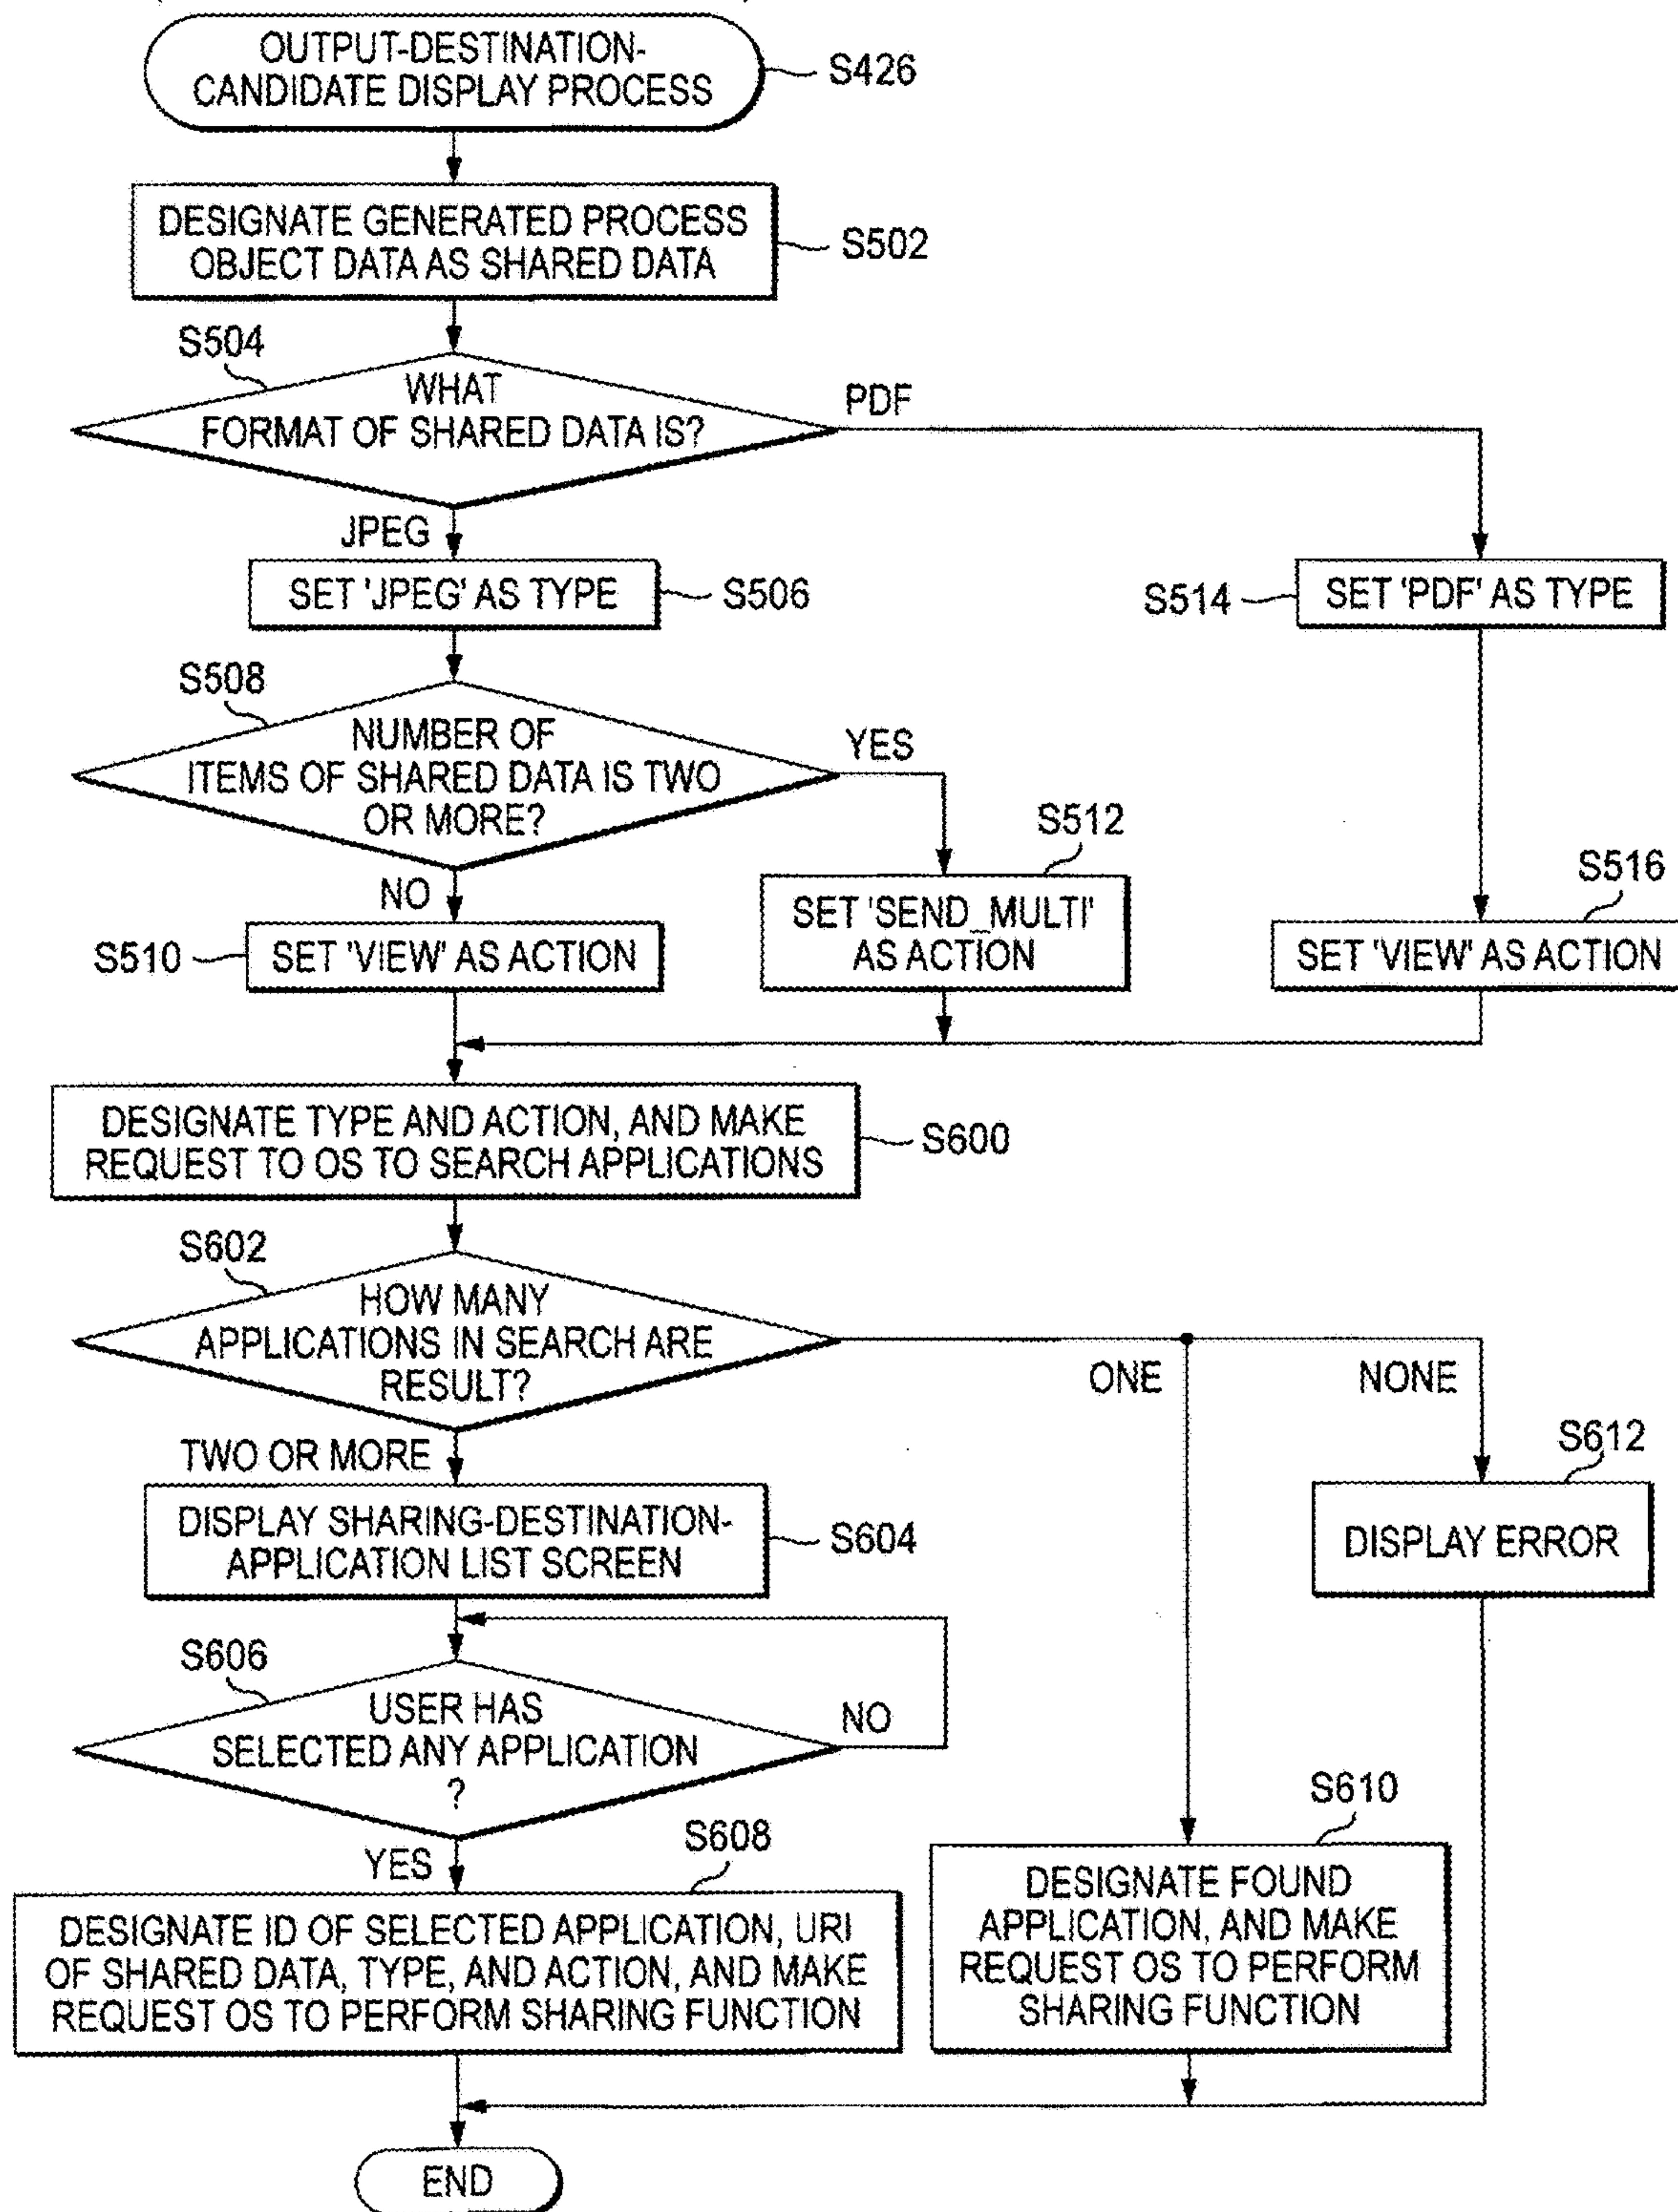 OUTPUT-DESTINATION-
CANDIDATE DISPLAY PROCESS
S426
DESIGNATE GENERATED PROCESS
OBJECT DATA AS SHARED DATA
S502
S504
WHAT
FORMAT OF SHARED DATA IS?
PDF
JPEG
SET 'JPEG' AS TYPE
S506
S514
SET 'PDF' AS TYPE
S508
NUMBER OF
ITEMS OF SHARED DATA IS TWO
OR MORE?
YES
NO
S510
SET 'VIEW' AS ACTION
S512
SET 'SEND_MULTI'
AS ACTION
S516
SET 'VIEW' AS ACTION
DESIGNATE TYPE AND ACTION, AND MAKE
REQUEST TO OS TO SEARCH APPLICATIONS
S600
S602
HOW MANY
APPLICATIONS IN SEARCH ARE
RESULT?
ONE
NONE
TWO OR MORE
S612
DISPLAY ERROR
DISPLAY SHARING-DESTINATION-
APPLICATION LIST SCREEN
S604
S606
USER HAS
SELECTED ANY APPLICATION
?
NO
YES
S608
DESIGNATE ID OF SELECTED APPLICATION, URI
OF SHARED DATA, TYPE, AND ACTION, AND MAKE
REQUEST OS TO PERFORM SHARING FUNCTION
S610
DESIGNATE FOUND
APPLICATION, AND MAKE
REQUEST OS TO PERFORM
SHARING FUNCTION
END